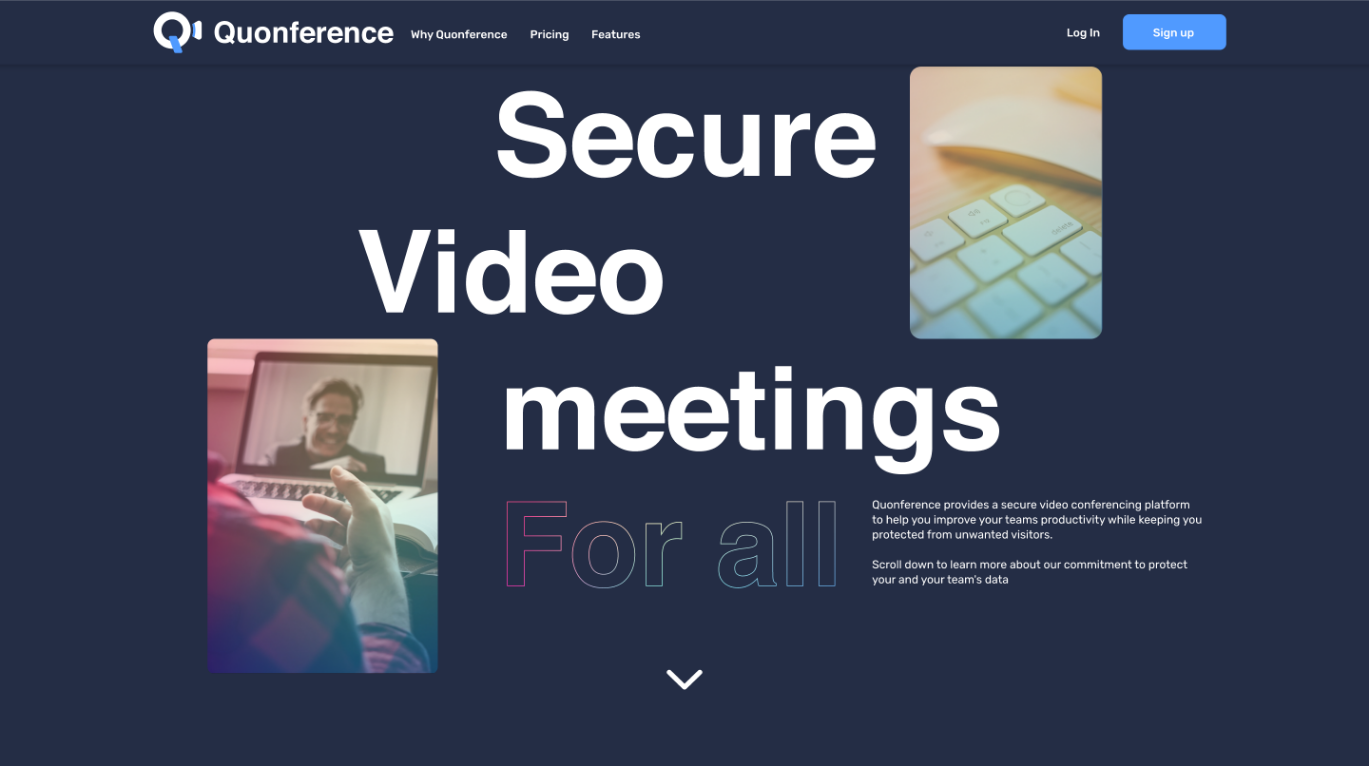 Quonference
Why Quonference
Pricing
Features
Log In
Sign up
Secure
Video
meetings
For all
Quonference provides a secure video conferencing platform
to help you improve your teams productivity while keeping you
protected from unwanted visitors.
Scroll down to learn more about our commitment to protect
your and your team's data
delete